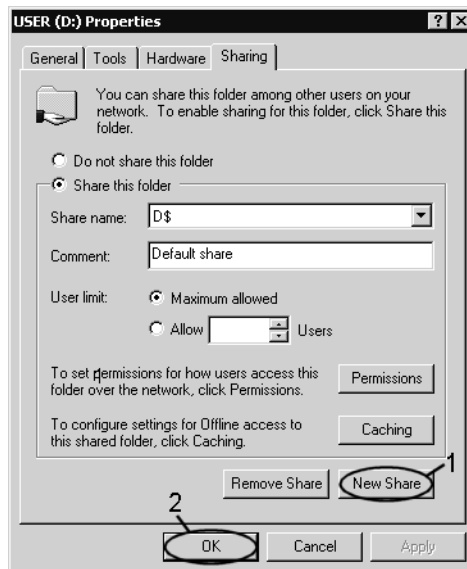 USER (D:) Properties
General Tools Hardware Sharing
You can share this folder among other users on your
network. To enable sharing for this folder, click Share this
folder.
Do not share this folder
Share this folder
Share name: D$
Comment: Default share
User limit: Maximum allowed
Allow Users
To set permissions for how users access this
folder over the network, click Permissions.
Permissions
To configure settings for Offline access to
this shared folder, click Caching.
Caching
1
Remove Share New Share
2
OK Cancel Apply